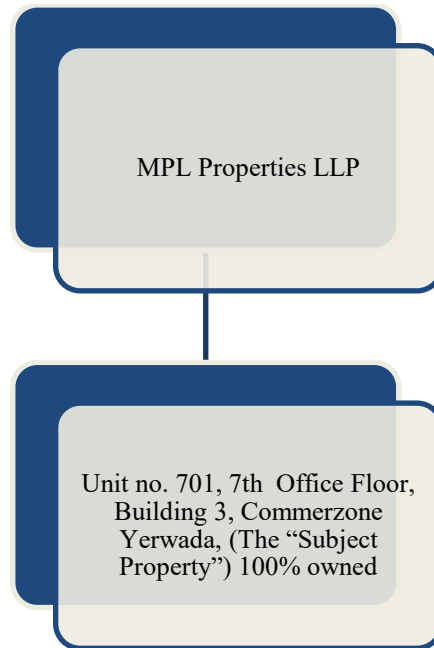 MPL Properties LLP
Unit no. 701, 7th Office Floor,
Building 3, Commerzone
Yerwada, (The “Subject
Property”) 100% owned